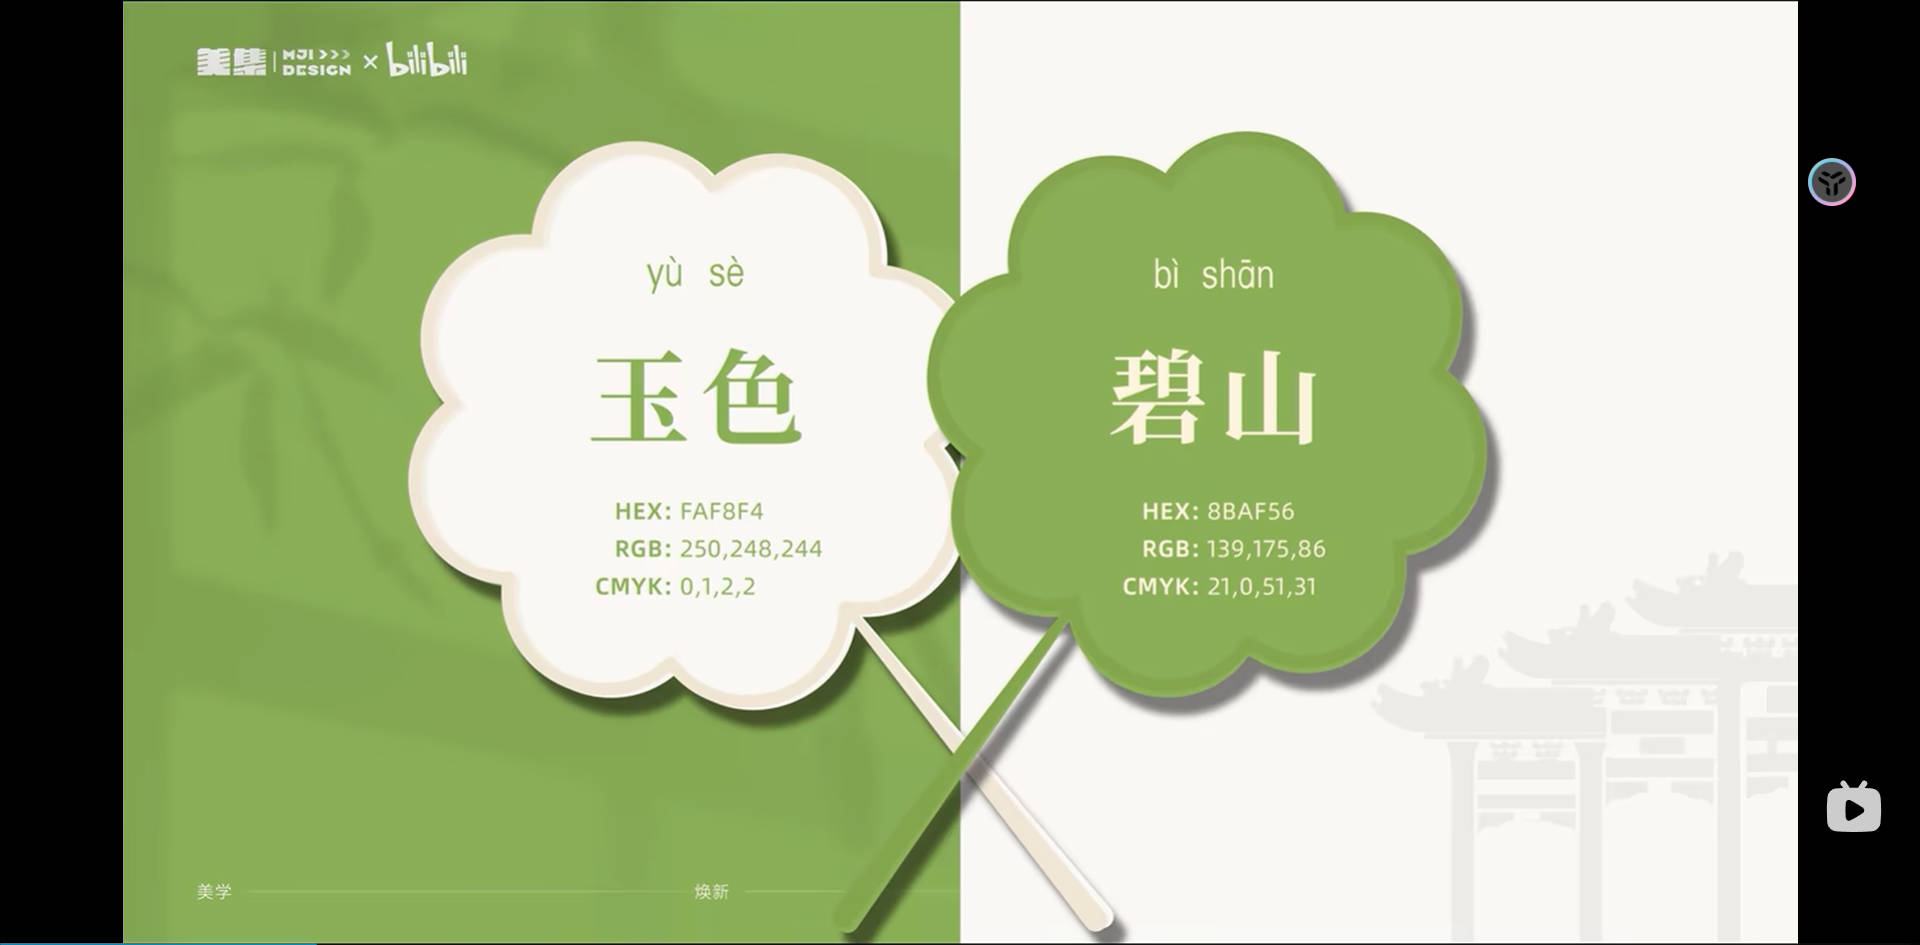 美集 MJI >>> DESIGN × bilibili
yù sè
玉色
HEX: FAF8F4
RGB: 250,248,244
CMYK: 0,1,2,2
bì shān
碧山
HEX: 8BAF56
RGB: 139,175,86
CMYK: 21,0,51,31
美学 焕新